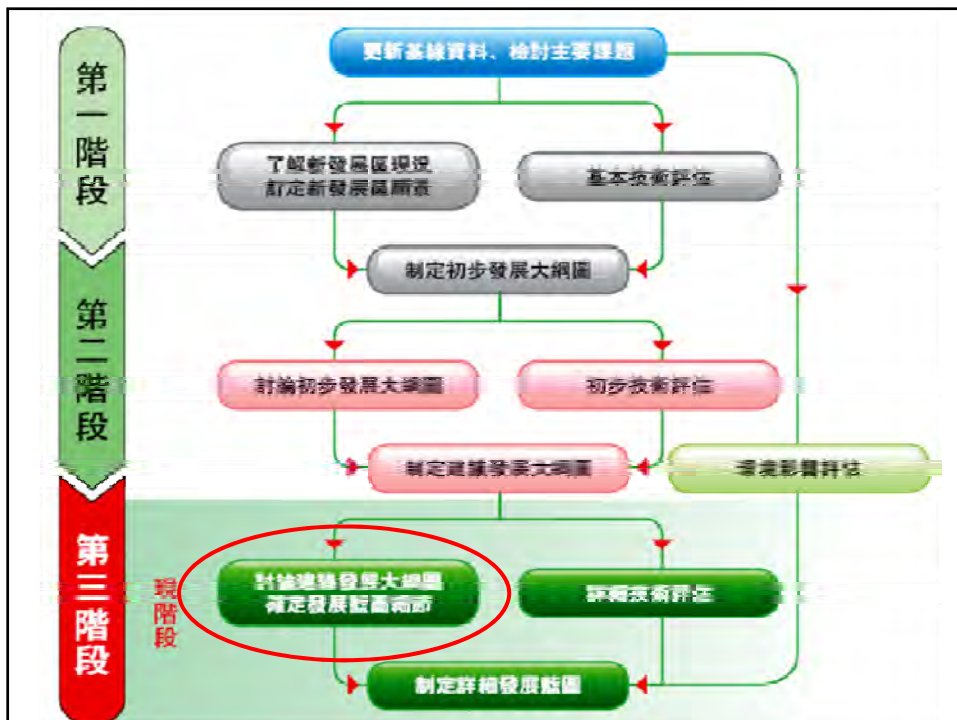 第一階段
更新基線資料、檢討主要課題
了解新發展區現況
訂定新發展區願景
基本技術評估
制定初步發展大綱圖
第二階段
討論初步發展大綱圖
初步技術評估
制定建議發展大綱圖
環境影響評估
第三階段
現階段
討論建議發展大綱圖
確定發展藍圖細節
詳細技術評估
制定詳細發展藍圖